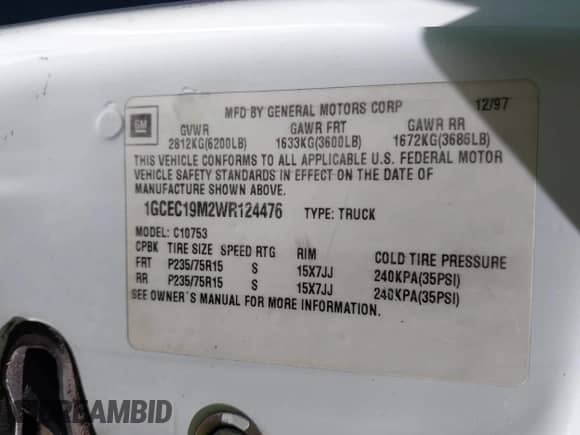 GM
MFD BY GENERAL MOTORS CORP 12/97
GVWR GAWR FRT GAWR RR
2812KG(6200LB) 1633KG(3600LB) 1672KG(3686LB)
THIS VEHICLE CONFORMS TO ALL APPLICABLE U.S. FEDERAL MOTOR
VEHICLE SAFETY STANDARDS IN EFFECT ON THE DATE OF
MANUFACTURE SHOWN ABOVE.
1GCEC19M2WR124476 TYPE: TRUCK
MODEL: C10753
CPBK TIRE SIZE SPEED RTG RIM COLD TIRE PRESSURE
FRT P235/75R15 S 15X7JJ 240KPA(35PSI)
RR P235/75R15 S 15X7JJ 240KPA(35PSI)
SEE OWNER'S MANUAL FOR MORE INFORMATION.
DREAMBID